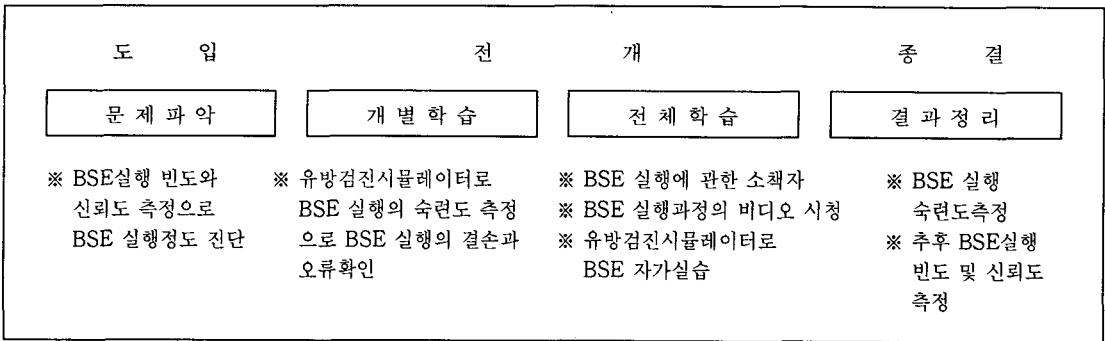 도 입 전 개 종 결
문 제 파 악
개 별 학 습
전 체 학 습
결 과 정 리
※ BSE실행 빈도와
신뢰도 측정으로
BSE 실행정도 진단
※ 유방검진시뮬레이터로
BSE 실행의 숙련도 측정
으로 BSE 실행의 결손과
오류확인
※ BSE 실행에 관한 소책자
※ BSE 실행과정의 비디오 시청
※ 유방검진시뮬레이터로
BSE 자가실습
※ BSE 실행
숙련도측정
※ 추후 BSE실행
빈도 및 신뢰도
측정